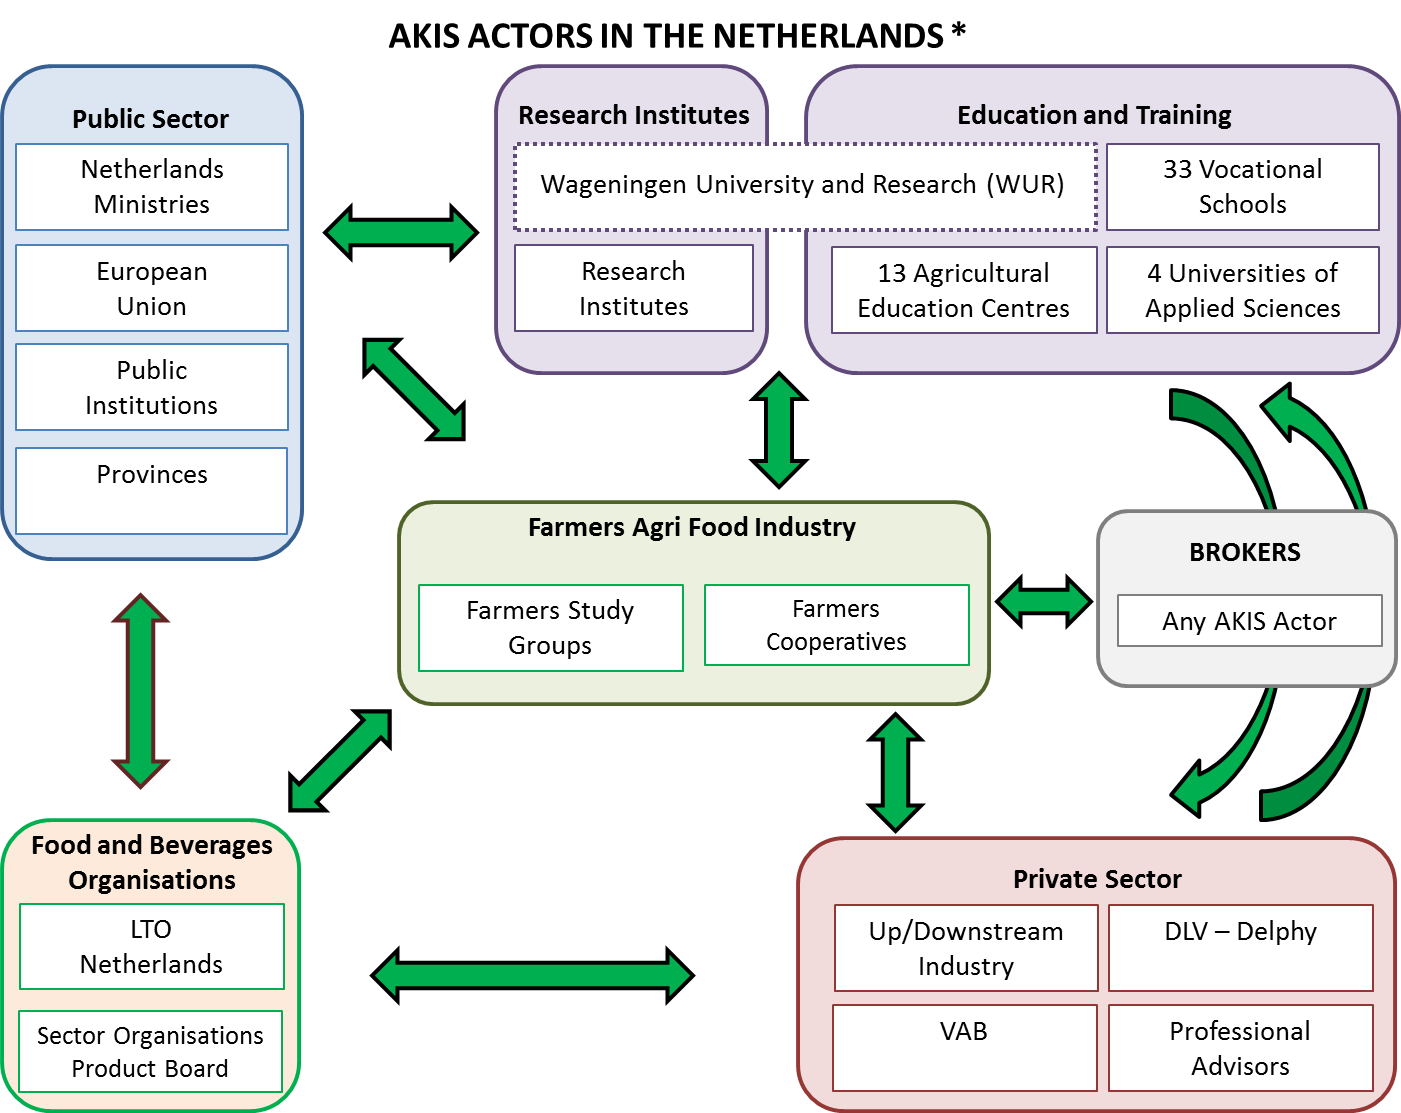 AKIS ACTORS IN THE NETHERLANDS *
Public Sector
Netherlands
Ministries
European
Union
Public
Institutions
Provinces
Research Institutes
Wageningen University and Research (WUR)
Research
Institutes
Education and Training
33 Vocational
Schools
13 Agricultural
Education Centres
4 Universities of
Applied Sciences
Farmers Agri Food Industry
Farmers Study
Groups
Farmers
Cooperatives
BROKERS
Any AKIS Actor
Food and Beverages
Organisations
LTO
Netherlands
Sector Organisations
Product Board
Private Sector
Up/Downstream
Industry
DLV – Delphy
VAB
Professional
Advisors